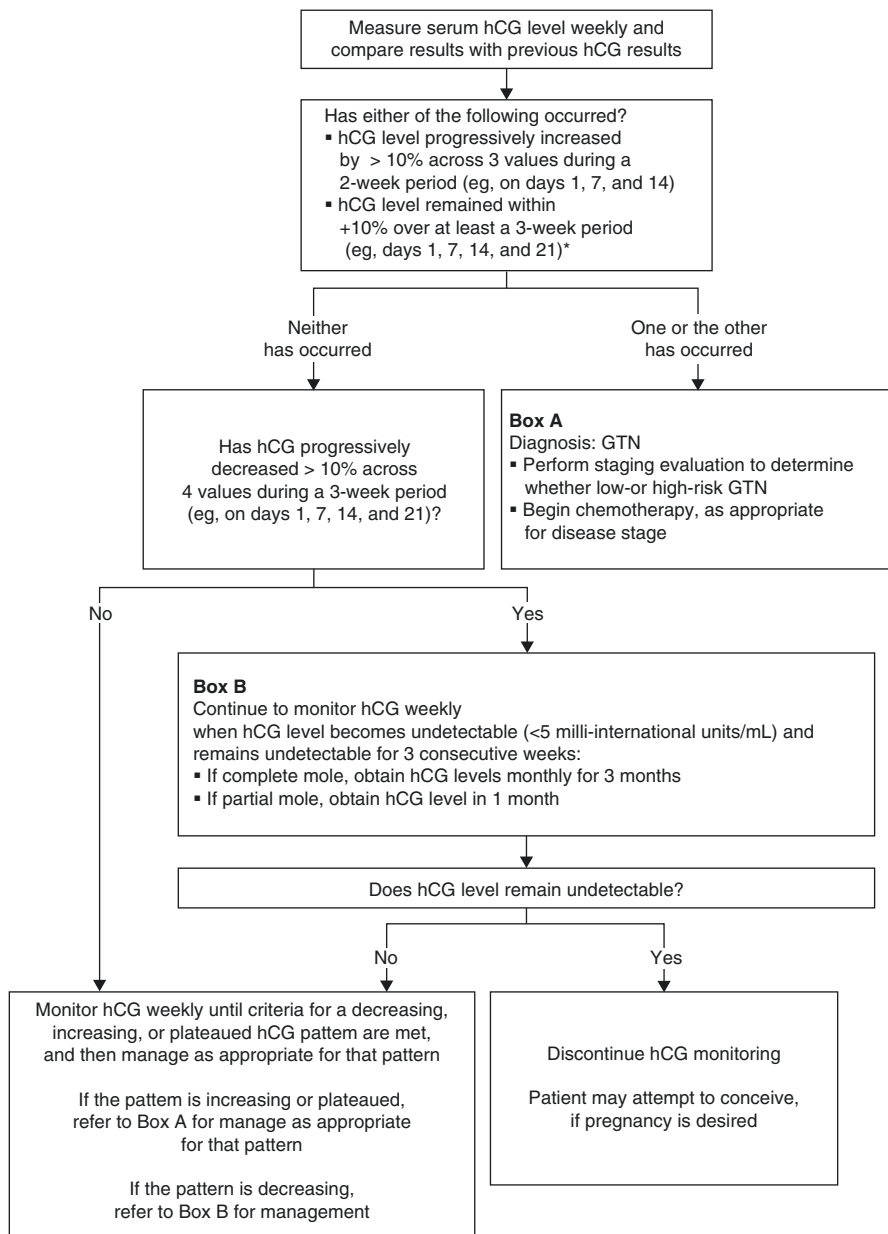 Measure serum hCG level weekly and
compare results with previous hCG results
Has either of the following occurred?
▪ hCG level progressively increased
by > 10% across 3 values during a
2-week period (eg, on days 1, 7, and 14)
▪ hCG level remained within
+10% over at least a 3-week period
(eg, days 1, 7, 14, and 21)*
Neither
has occurred
One or the other
has occurred
Has hCG progressively
decreased > 10% across
4 values during a 3-week period
(eg, on days 1, 7, 14, and 21)?
Box A
Diagnosis: GTN
▪ Perform staging evaluation to determine
whether low-or high-risk GTN
▪ Begin chemotherapy, as appropriate
for disease stage
No
Yes
Box B
Continue to monitor hCG weekly
when hCG level becomes undetectable (<5 milli-international units/mL) and
remains undetectable for 3 consecutive weeks:
▪ If complete mole, obtain hCG levels monthly for 3 months
▪ If partial mole, obtain hCG level in 1 month
Does hCG level remain undetectable?
No
Yes
Monitor hCG weekly until criteria for a decreasing,
increasing, or plateaued hCG pattem are met,
and then manage as appropriate for that pattern
If the pattem is increasing or plateaued,
refer to Box A for manage as appropriate
for that pattern
If the pattern is decreasing,
refer to Box B for management
Discontinue hCG monitoring
Patient may attempt to conceive,
if pregnancy is desired